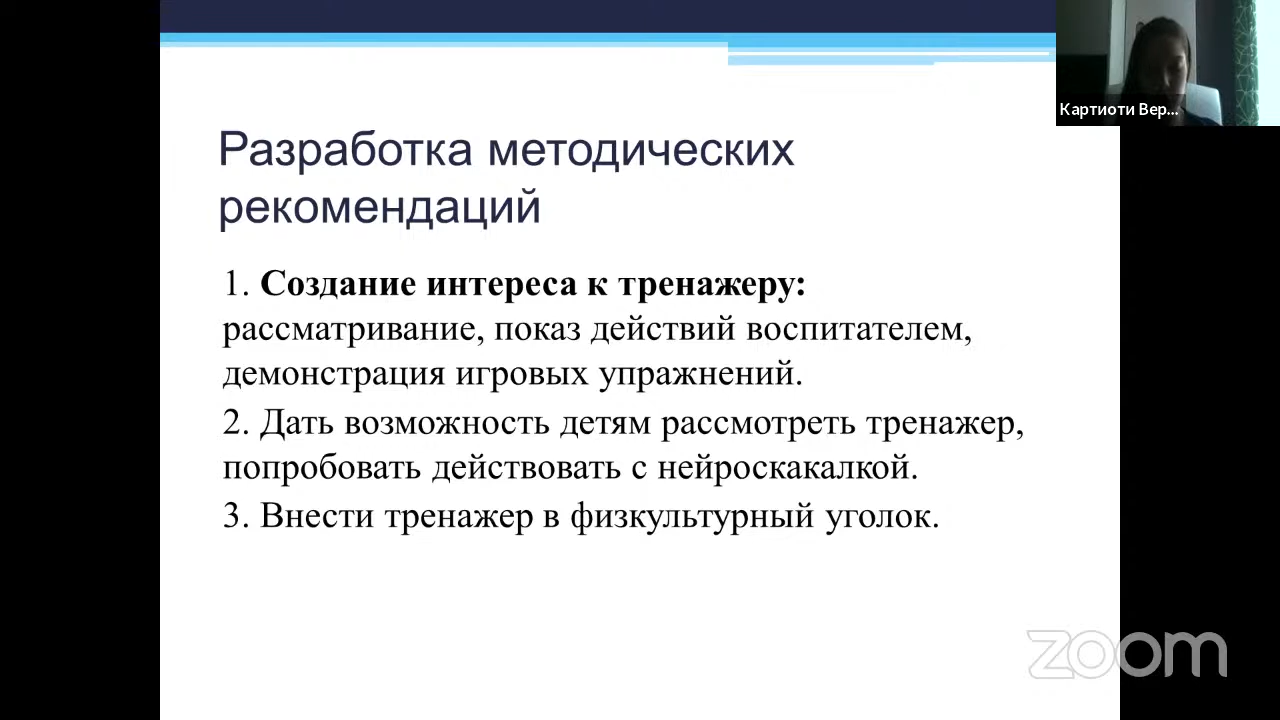 Картиоти Вер...
Разработка методических
рекомендаций
1. Создание интереса к тренажеру:
рассматривание, показ действий воспитателем,
демонстрация игровых упражнений.
2. Дать возможность детям рассмотреть тренажер,
попробовать действовать с нейроскакалкой.
3. Внести тренажер в физкультурный уголок.
zoom